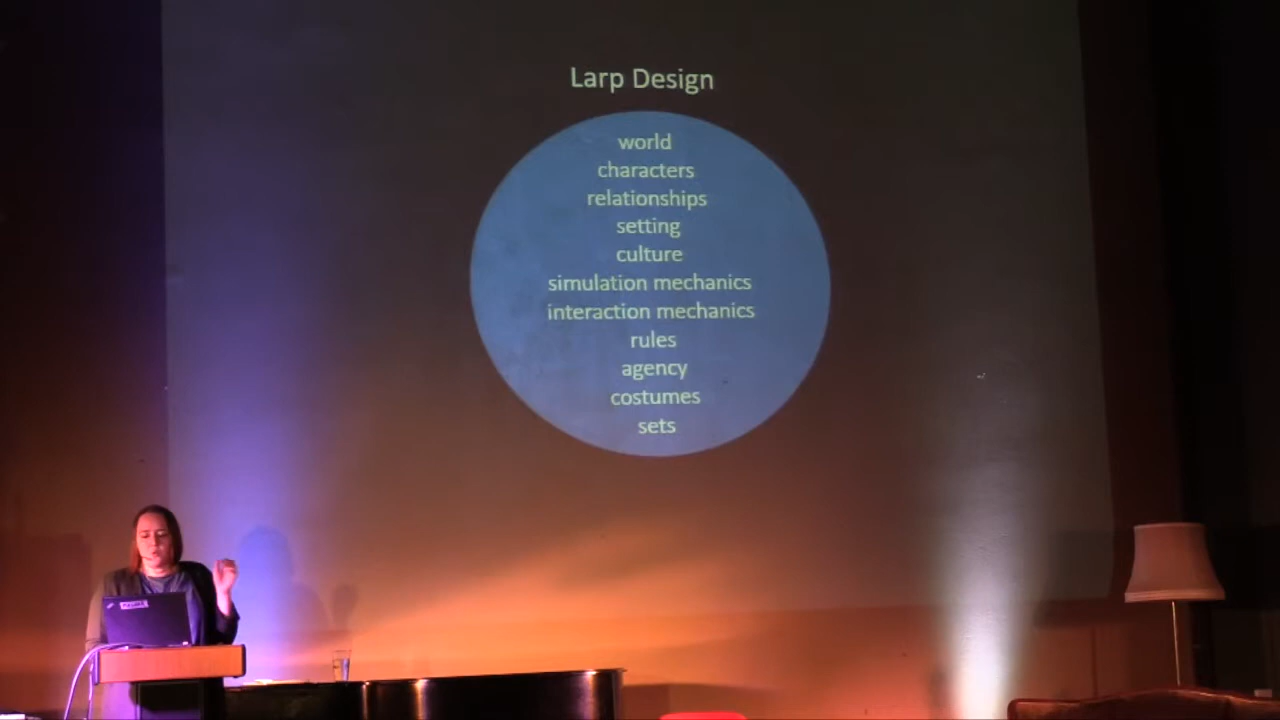 Larp Design
world
characters
relationships
setting
culture
simulation mechanics
interaction mechanics
rules
agency
costumes
sets